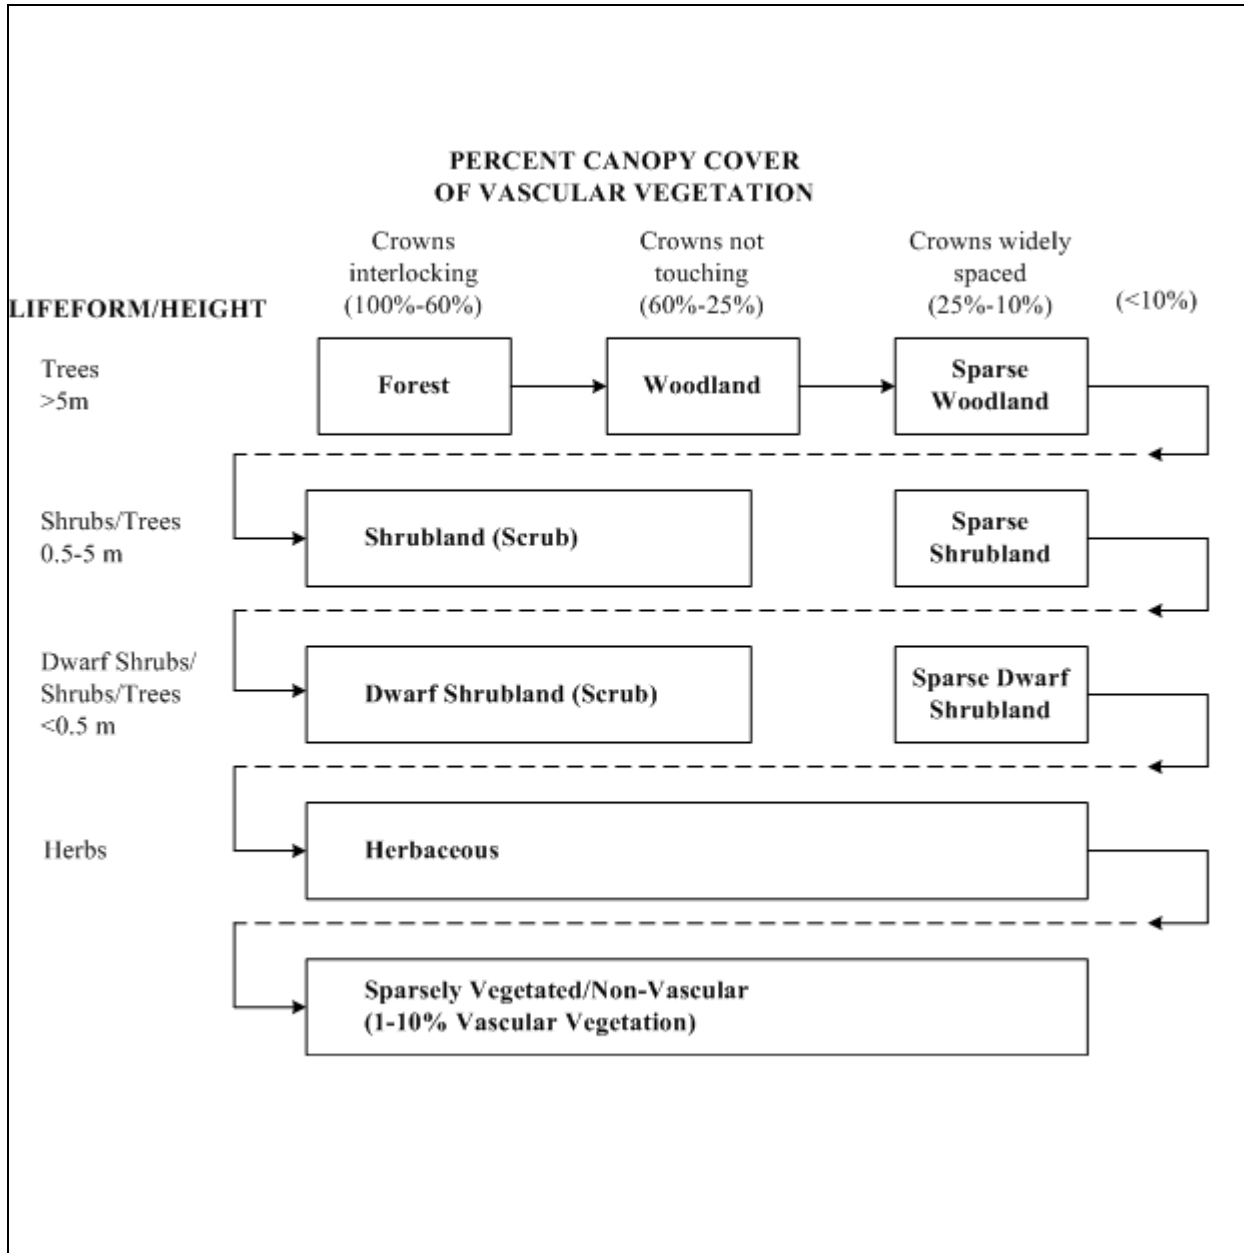 PERCENT CANOPY COVER
OF VASCULAR VEGETATION
Crowns
interlocking
(100%-60%)
Crowns not
touching
(60%-25%)
Crowns widely
spaced
(25%-10%)
(<10%)
LIFEFORM/HEIGHT
Trees
>5m
Forest
Woodland
Sparse
Woodland
Shrubs/Trees
0.5-5 m
Shrubland (Scrub)
Sparse
Shrubland
Dwarf Shrubs/
Shrubs/Trees
<0.5 m
Dwarf Shrubland (Scrub)
Sparse Dwarf
Shrubland
Herbs
Herbaceous
Sparsely Vegetated/Non-Vascular
(1-10% Vascular Vegetation)